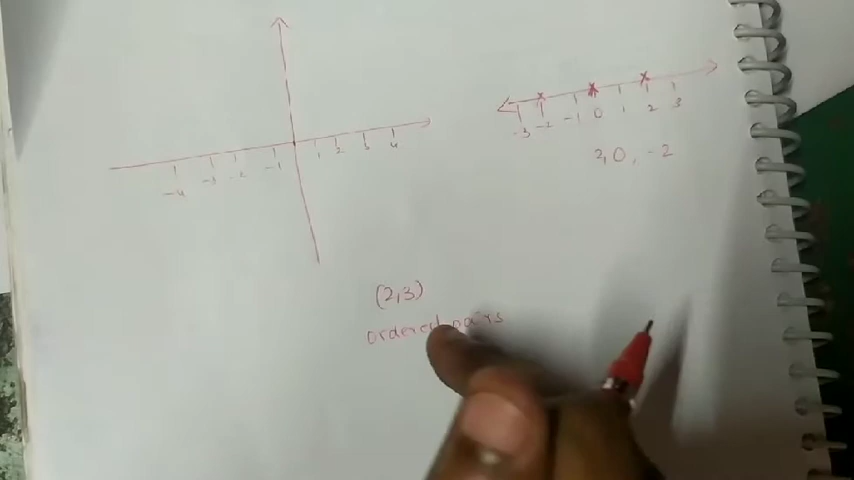 -4 -3 -2 -1 1 2 3 4
-3 -2 -1 0 1 2 3
2, 0, -2
(2,3)
ordered pairs